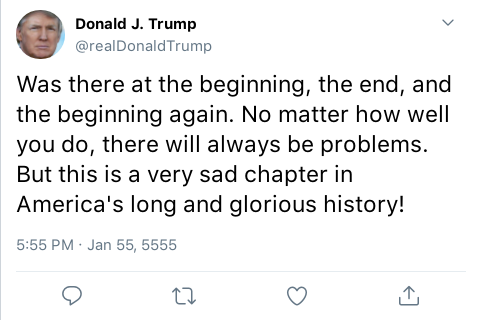 Donald J. Trump
@realDonaldTrump
Was there at the beginning, the end, and
the beginning again. No matter how well
you do, there will always be problems.
But this is a very sad chapter in
America's long and glorious history!
5:55 PM · Jan 55, 5555